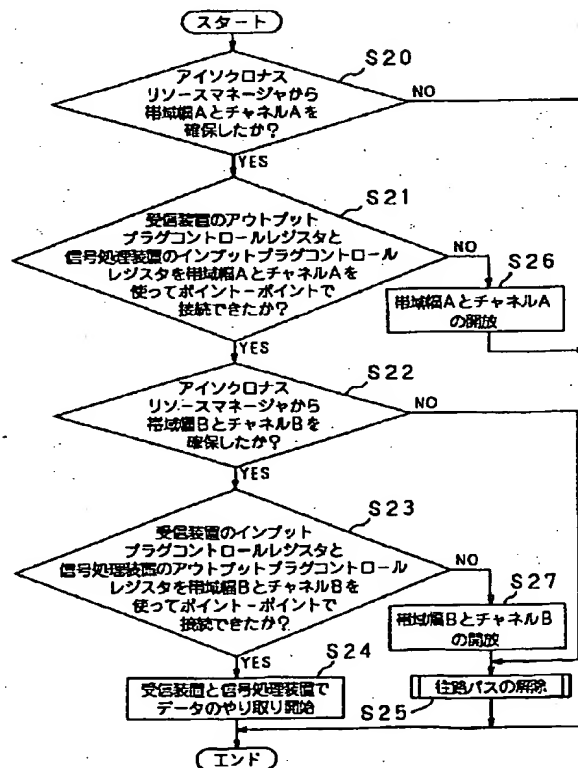 スタート
S20
アイソクロナス
リソースマネージャから
帯域幅AとチャネルAを
確保したか?
NO
YES
S21
受信装置のアウトプット
プラグコントロールレジスタと
信号処理装置のインプットプラグコントロール
レジスタを帯域幅AとチャネルAを
使ってポイント-ポイントで
接続できたか?
NO
S26
帯域幅AとチャネルA
の開放
YES
S22
アイソクロナス
リソースマネージャから
帯域幅BとチャネルBを
確保したか?
NO
YES
S23
受信装置のインプット
プラグコントロールレジスタと
信号処理装置のアウトプットプラグコントロール
レジスタを帯域幅BとチャネルBを
使ってポイント-ポイントで
接続できたか?
NO
S27
帯域幅BとチャネルB
の開放
YES
S24
受信装置と信号処理装置で
データのやり取り開始
往路パスの解除
S25
エンド